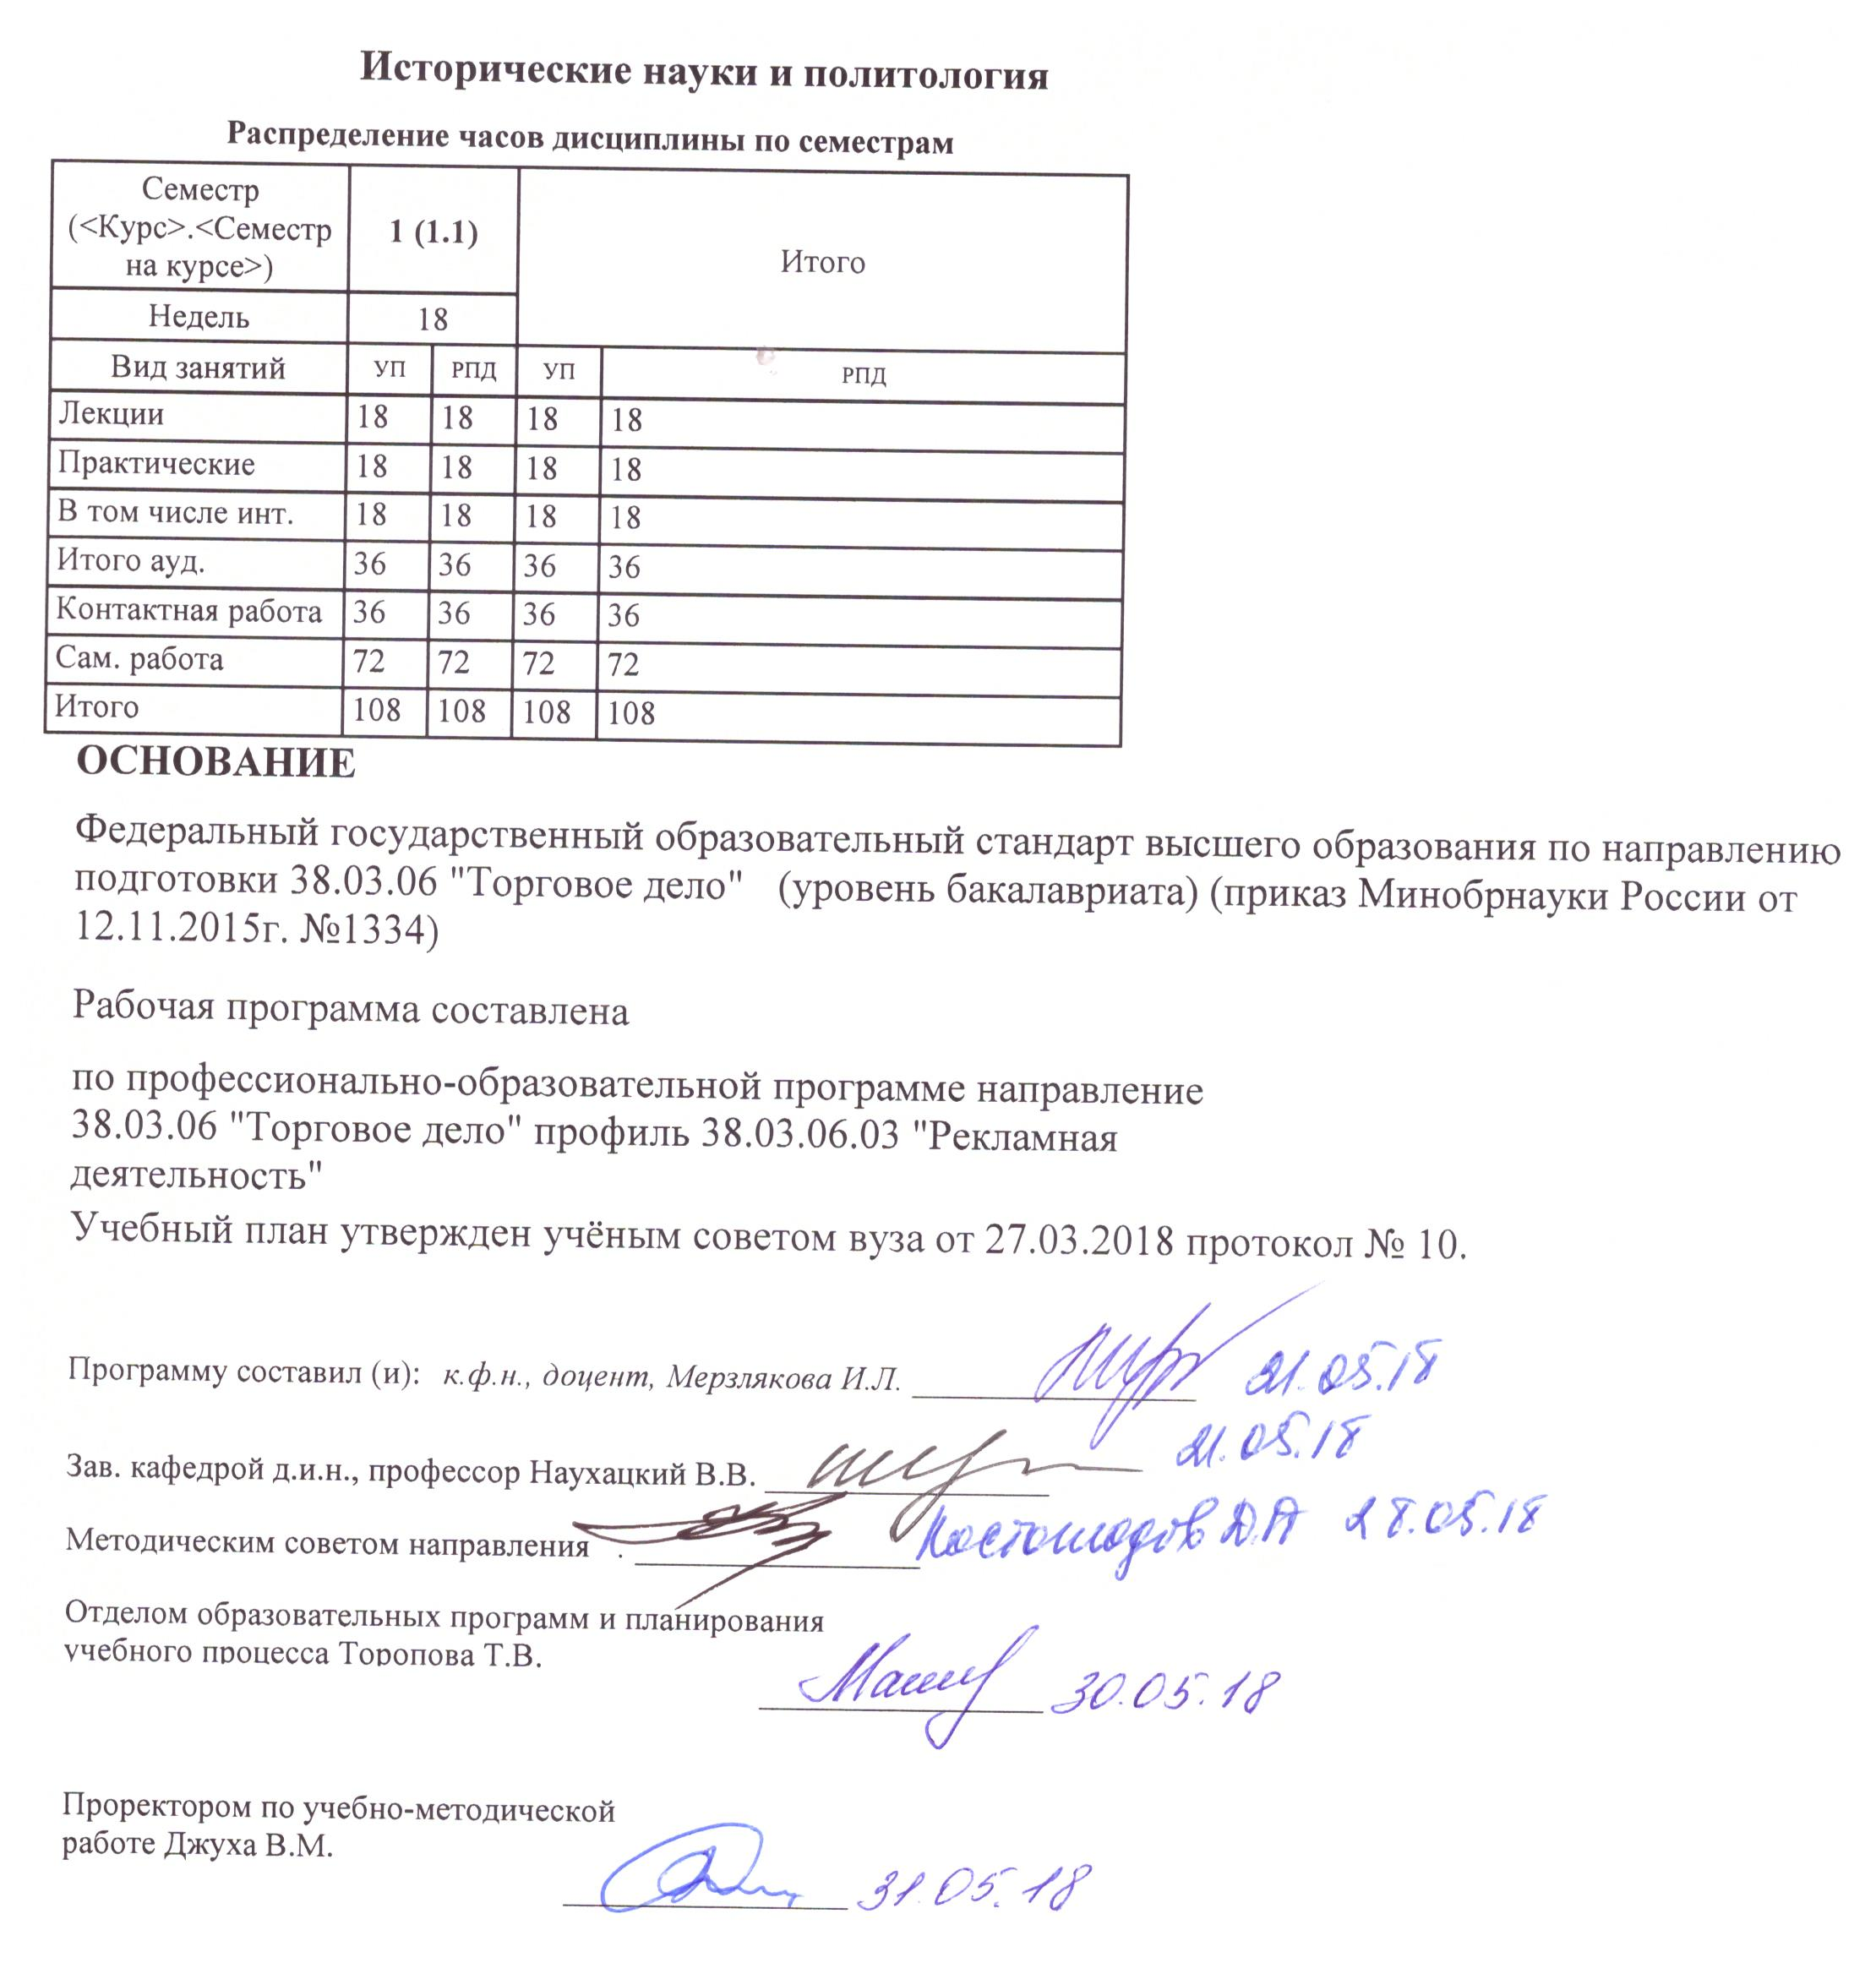 Исторические науки и политология
Распределение часов дисциплины по семестрам
Семестр
(<Курс>.<Семестр
на курсе>)
1 (1.1)
Итого
Недель 18
Вид занятий УП РПД УП РПД
Лекции 18 18 18 18
Практические 18 18 18 18
В том числе инт. 18 18 18 18
Итого ауд. 36 36 36 36
Контактная работа 36 36 36 36
Сам. работа 72 72 72 72
Итого 108 108 108 108
ОСНОВАНИЕ
Федеральный государственный образовательный стандарт высшего образования по направлению
подготовки 38.03.06 "Торговое дело" (уровень бакалавриата) (приказ Минобрнауки России от
12.11.2015г. №1334)
Рабочая программа составлена
по профессионально-образовательной программе направление
38.03.06 "Торговое дело" профиль 38.03.06.03 "Рекламная
деятельность"
Учебный план утвержден учёным советом вуза от 27.03.2018 протокол № 10.
Программу составил (и): к.ф.н., доцент, Мерзлякова И.Л. 21.05.18
Зав. кафедрой д.и.н., профессор Наухацкий В.В. 21.05.18
Методическим советом направления . Костоглодов Д.Д. 28.05.18
Отделом образовательных программ и планирования
учебного процесса Торопова Т.В.
30.05.18
Проректором по учебно-методической
работе Джуха В.М.
31.05.18